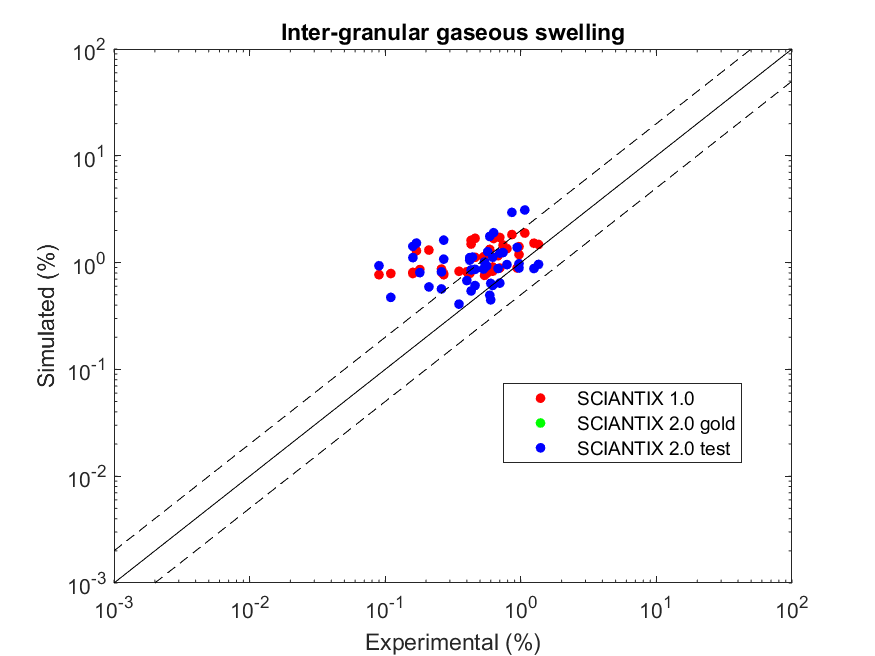 Inter-granular gaseous swelling
10^2
10^1
10^0
10^-1
10^-2
10^-3
Simulated (%)
SCIANTIX 1.0
SCIANTIX 2.0 gold
SCIANTIX 2.0 test
10^-3 10^-2 10^-1 10^0 10^1 10^2
Experimental (%)